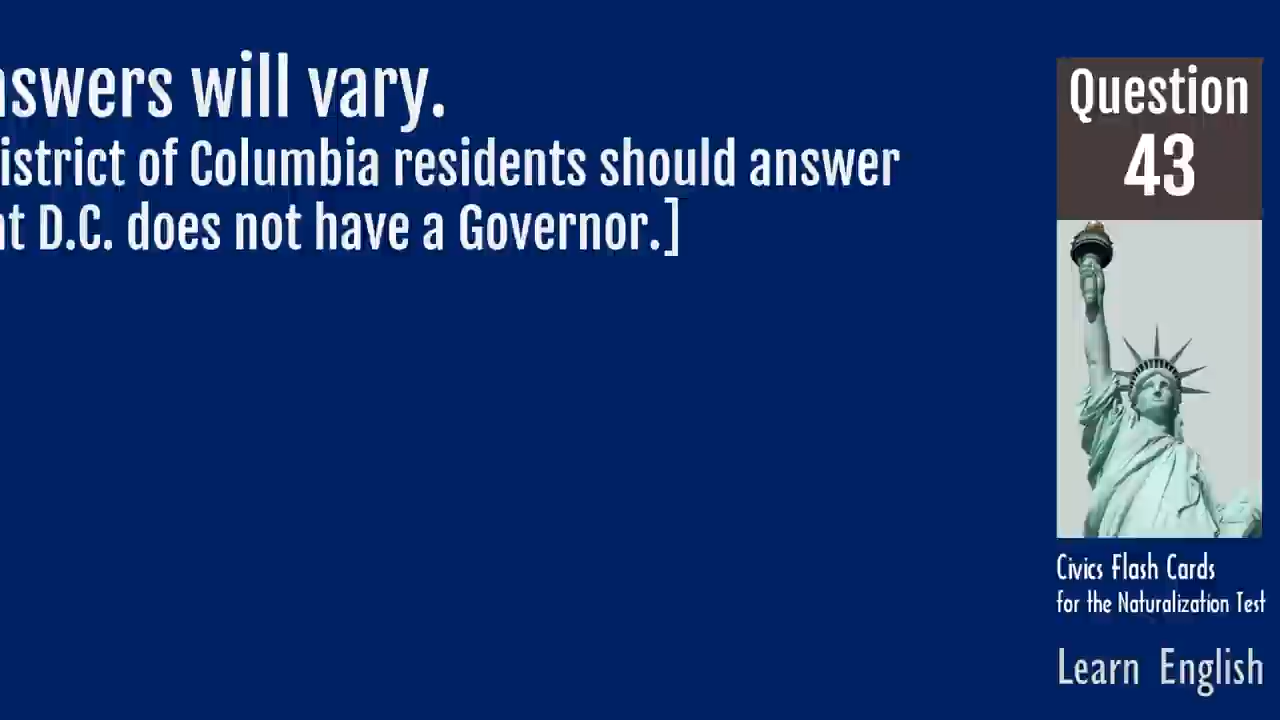 nswers will vary.
istrict of Columbia residents should answer
at D.C. does not have a Governor.]
Question
43
Civics Flash Cards
for the Naturalization Test
Learn English